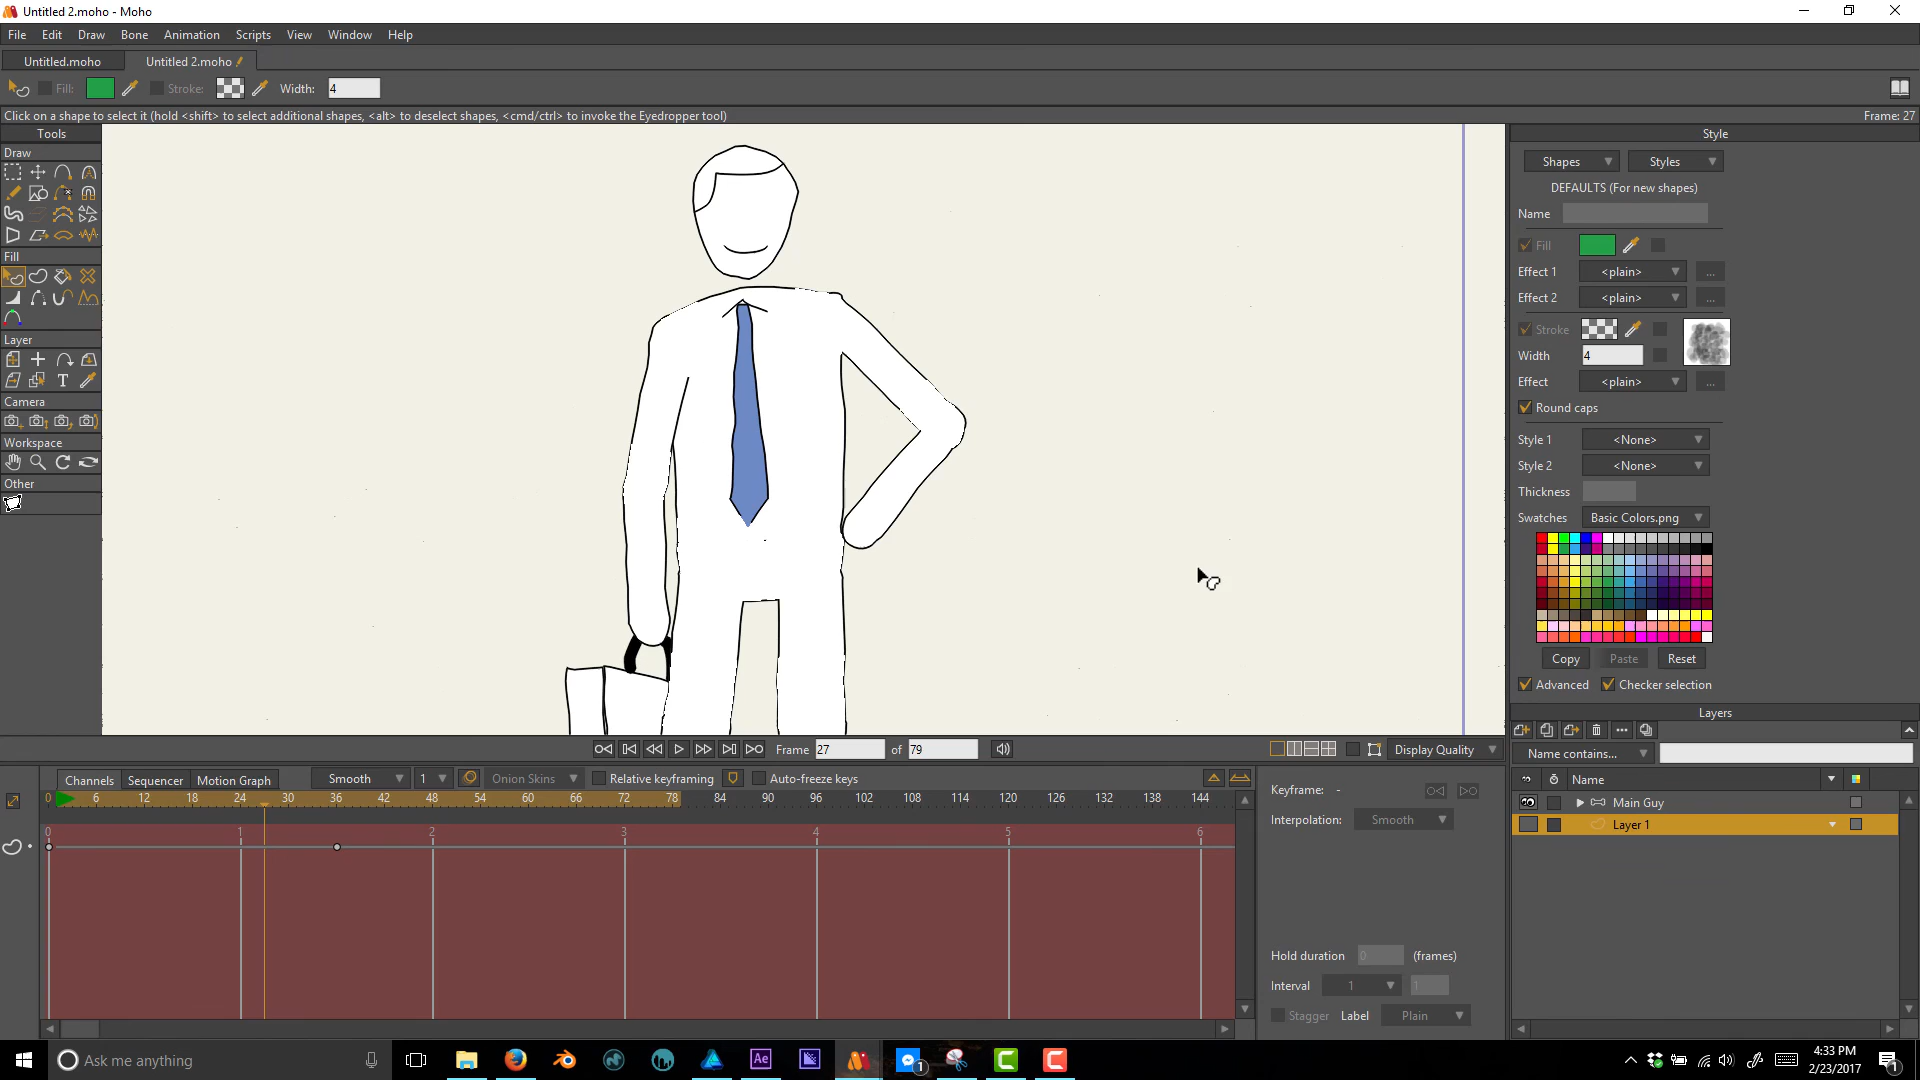 Untitled 2.moho - Moho
File Edit Draw Bone Animation Scripts View Window Help
Untitled.moho Untitled 2.moho
Fill: Stroke: Width: 4
Click on a shape to select it (hold <shift> to select additional shapes, <alt> to deselect shapes, <cmd/ctrl> to invoke the Eyedropper tool) Frame: 27
Tools
Draw
Fill
Layer
Camera
Workspace
Other
Style
Shapes Styles
DEFAULTS (For new shapes)
Name
Fill
Effect 1 <plain> ...
Effect 2 <plain> ...
Stroke
Width 4
Effect <plain> ...
Round caps
Style 1 <None>
Style 2 <None>
Thickness
Swatches Basic Colors.png
Copy Paste Reset
Advanced Checker selection
Layers
Name contains...
Name
Main Guy
Layer 1
Frame 27 of 79 Display Quality
Channels Sequencer Motion Graph Smooth 1 Onion Skins Relative keyframing Auto-freeze keys
0 6 12 18 24 30 36 42 48 54 60 66 72 78 84 90 96 102 108 114 120 126 132 138 144
0 1 2 3 4 5 6
Keyframe: -
Interpolation: Smooth
Hold duration 0 (frames)
Interval 1 1
Stagger Label Plain
Ask me anything
Ae
1
4:33 PM
2/23/2017
1